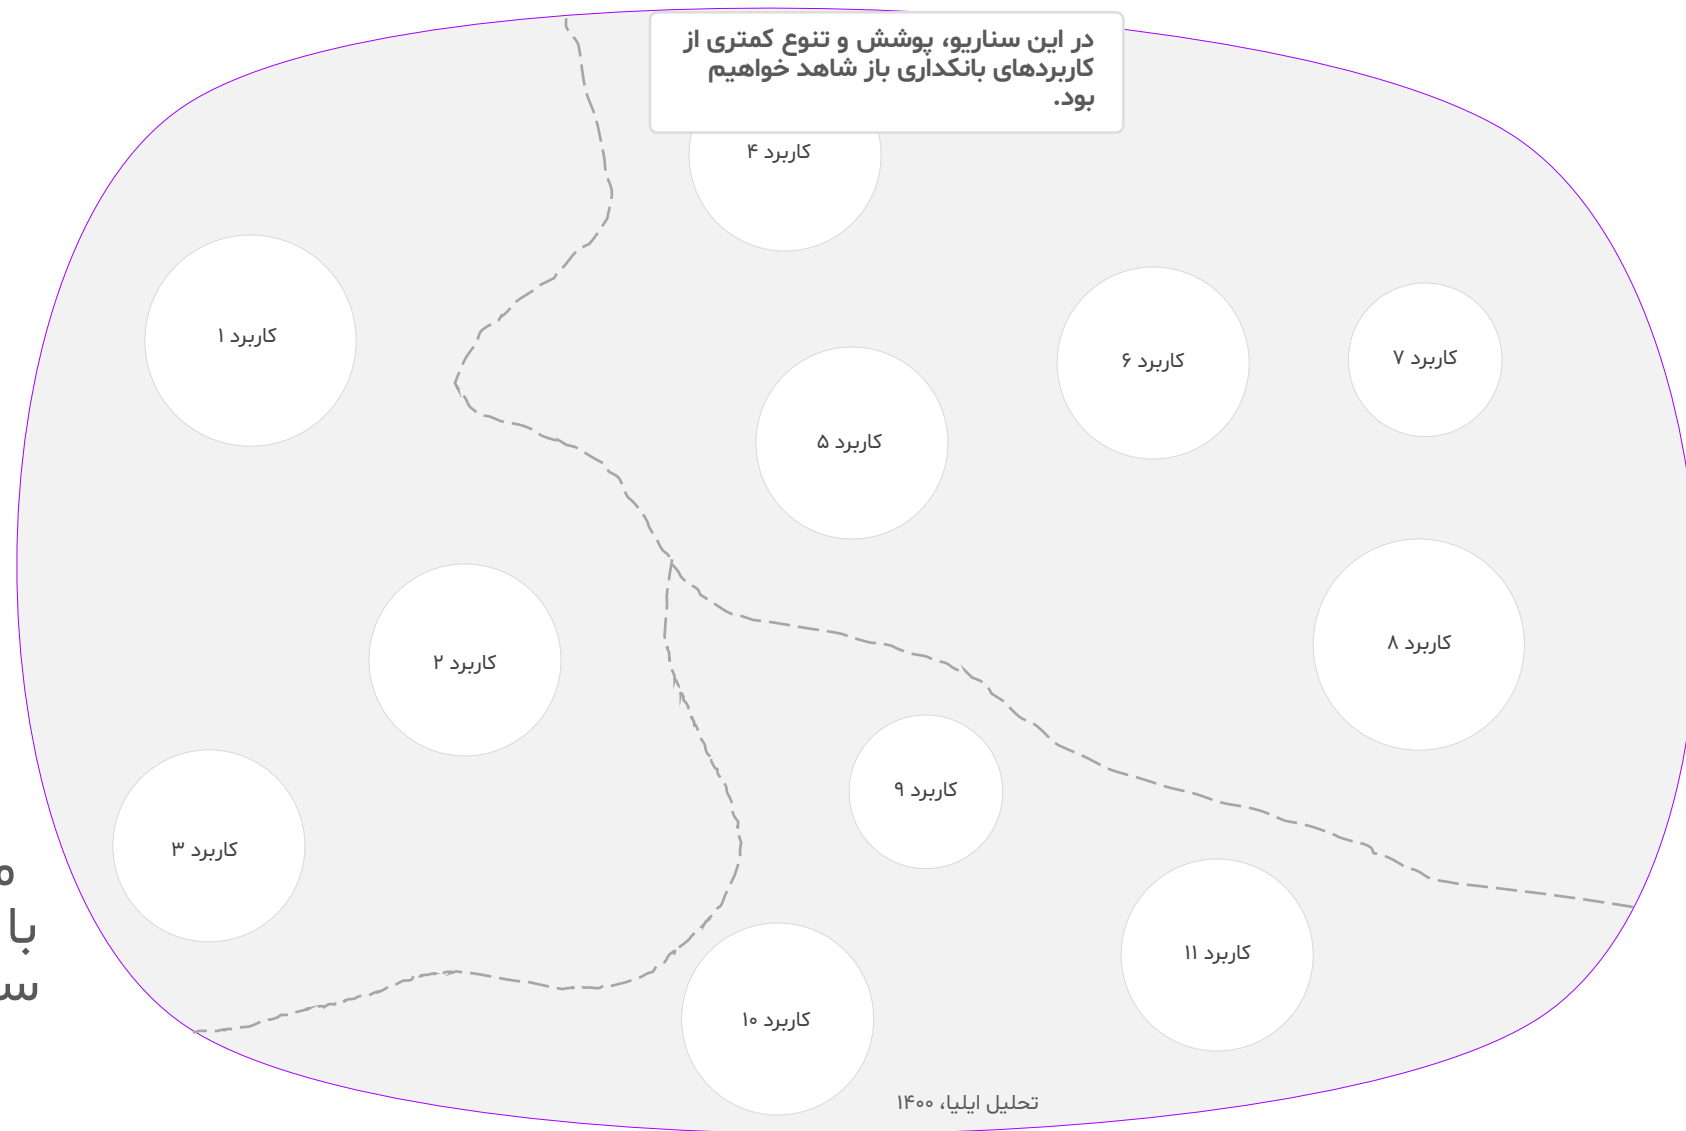 در این سناریو، پوشش و تنوع کمتری از
کاربردهای بانکداری باز شاهد خواهیم
بود.
کاربرد ۴
کاربرد ۱
کاربرد ۶
کاربرد ۷
کاربرد ۵
کاربرد ۲
کاربرد ۸
کاربرد ۹
کاربرد ۳
کاربرد ۱۱
کاربرد ۱۰
تحلیل ایلیا، ۱۴۰۰